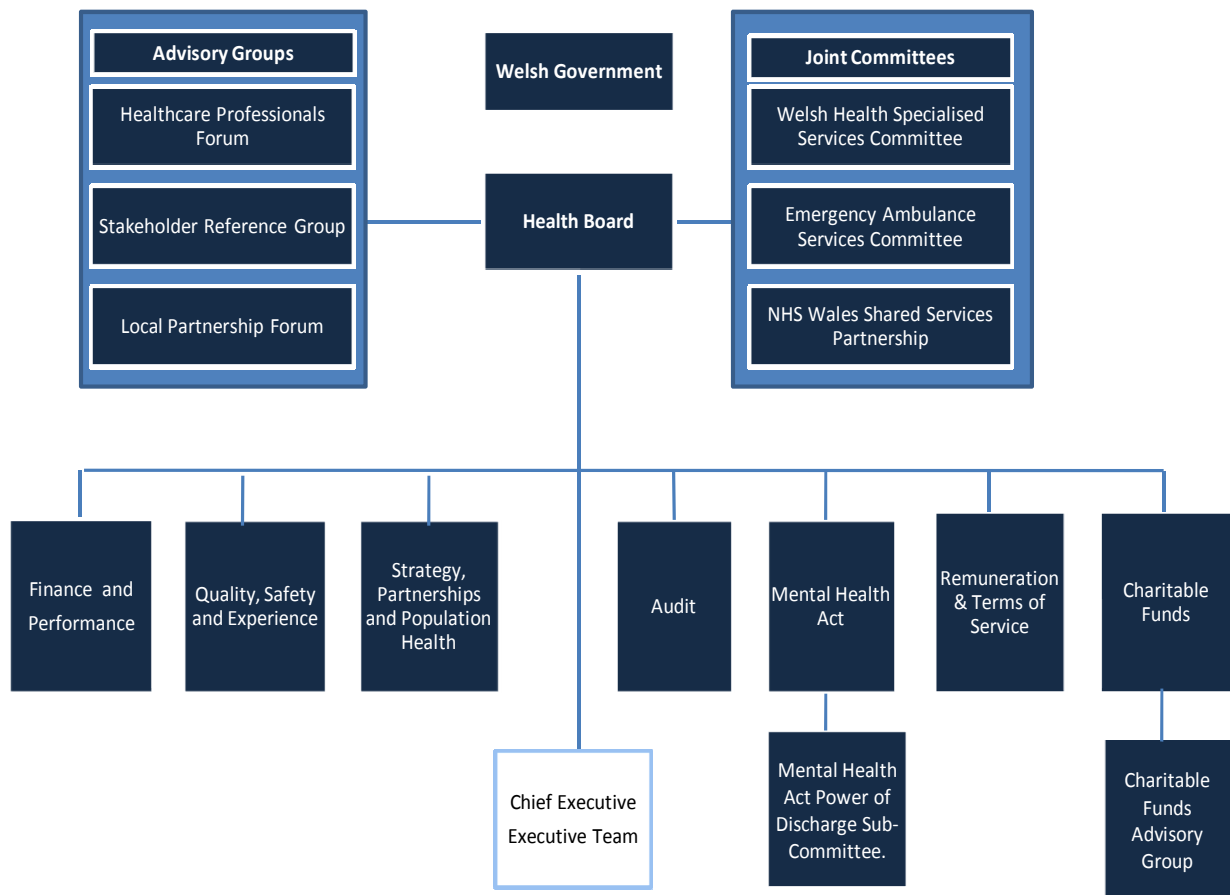 Advisory Groups
Healthcare Professionals
Forum
Stakeholder Reference Group
Local Partnership Forum
Welsh Government
Health Board
Joint Committees
Welsh Health Specialised
Services Committee
Emergency Ambulance
Services Committee
NHS Wales Shared Services
Partnership
Finance and
Performance
Quality, Safety
and Experience
Strategy,
Partnerships
and Population
Health
Audit
Mental Health
Act
Remuneration
& Terms of
Service
Charitable
Funds
Chief Executive
Executive Team
Mental Health
Act Power of
Discharge Sub-
Committee.
Charitable
Funds
Advisory
Group